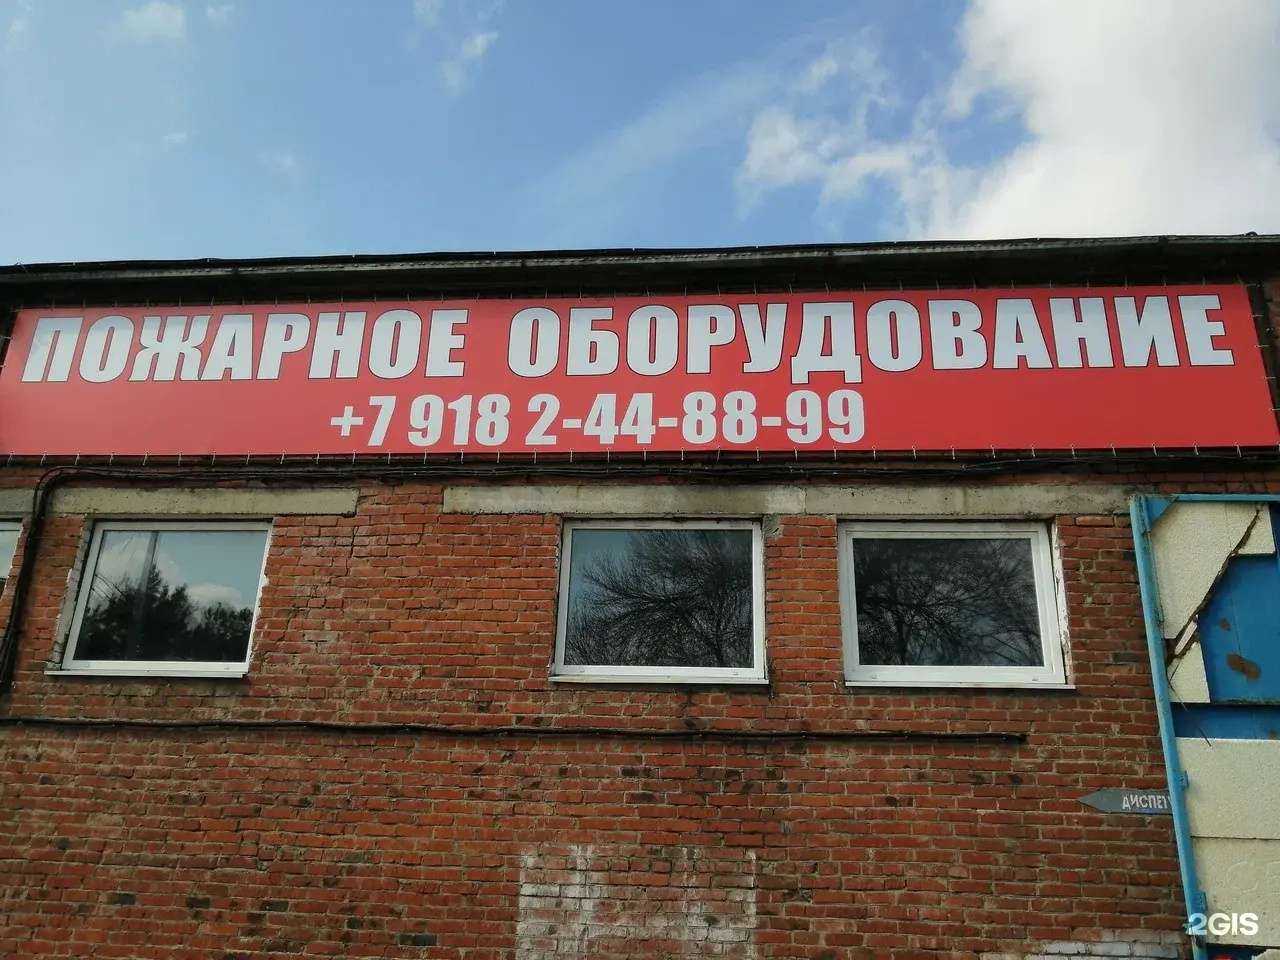 ПОЖАРНОЕ ОБОРУДОВАНИЕ
+7 918 2-44-88-99
2GIS